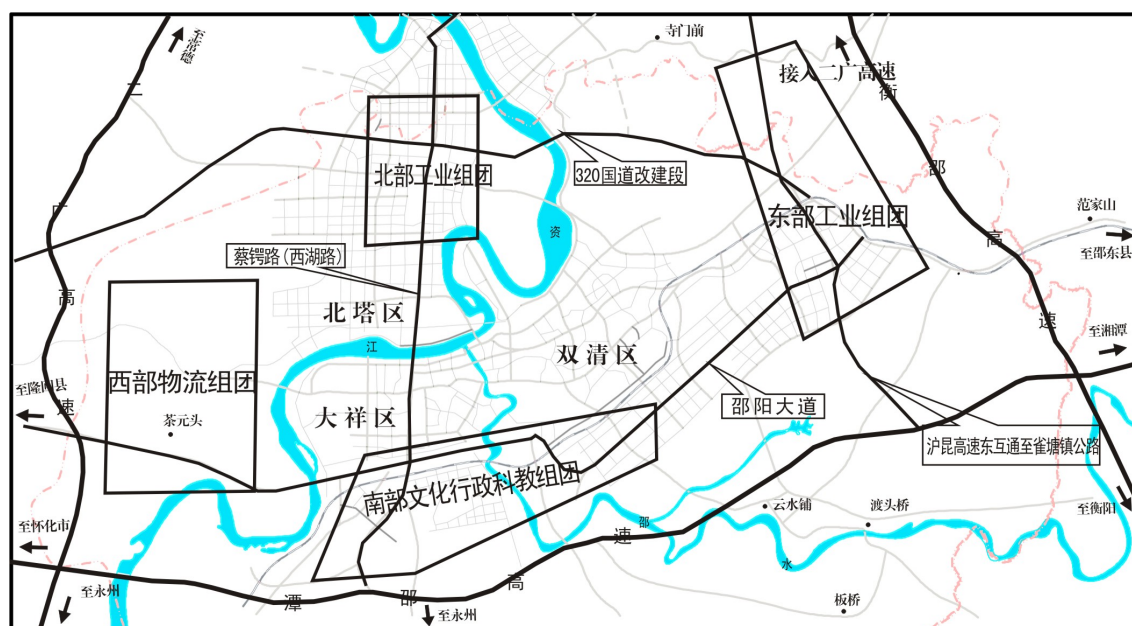 至常德
寺门前
接入二广高速
二
广
高
速
衡
邵
高
速
320国道改建段
北部工业组团
东部工业组团
范家山
至邵东县
资
江
蔡锷路(西湖路)
北塔区
双清区
至湘潭
西部物流组团
至隆回县
茶元头
大祥区
邵阳大道
沪昆高速东互通至雀塘镇公路
南部文化行政科教组团
云水铺
渡头桥
至衡阳
至怀化市
邵
水
至永州
潭
邵
高
速
至永州
板桥